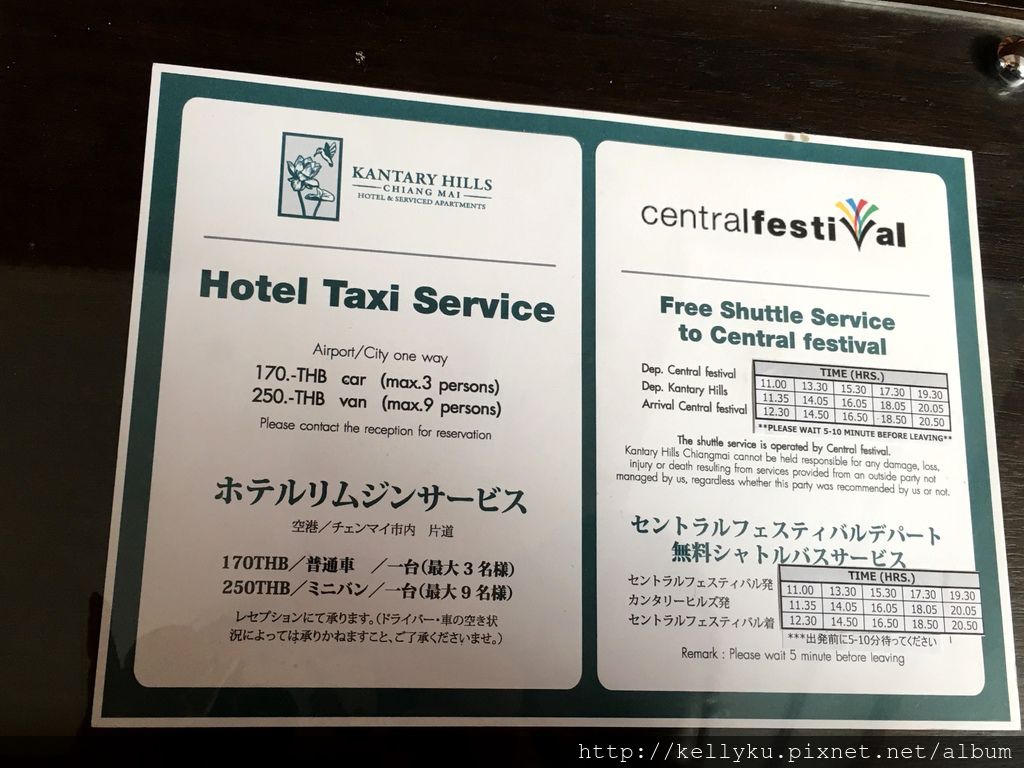 KANTARY HILLS
CHIANG MAI
HOTEL & SERVICED APARTMENTS
Hotel Taxi Service
Airport/City one way
170.-THB car (max.3 persons)
250.-THB van (max.9 persons)
Please contact the reception for reservation
ホテルリムジンサービス
空港／チェンマイ市内 片道
170THB／普通車 ／一台(最大３名様)
250THB／ミニバン／一台(最大９名様)
レセプションにて承ります。(ドライバー・車の空き状
況によっては承りかねますこと、ご了承くださいませ。)
centralfestival
Free Shuttle Service
to Central festival
TIME (HRS.)
Dep. Central festival 11.00 13.30 15.30 17.30 19.30
Dep. Kantary Hills 11.35 14.05 16.05 18.05 20.05
Arrival Central festival 12.30 14.50 16.50 18.50 20.50
**PLEASE WAIT 5-10 MINUTE BEFORE LEAVING**
The shuttle service is operated by Central festival.
Kantary Hills Chiangmai cannot be held responsible for any damage, loss,
injury or death resulting from services provided from an outside party not
managed by us, regardless whether this party was recommended by us or not.
セントラルフェスティバルデパート
無料シャトルバスサービス
TIME (HRS.)
セントラルフェスティバル発 11.00 13.30 15.30 17.30 19.30
カンタリーヒルズ発 11.35 14.05 16.05 18.05 20.05
セントラルフェスティバル着 12.30 14.50 16.50 18.50 20.50
***出発前に5-10分待ってください
Remark : Please wait 5 minute before leaving
http://kellyku.pixnet.net/album